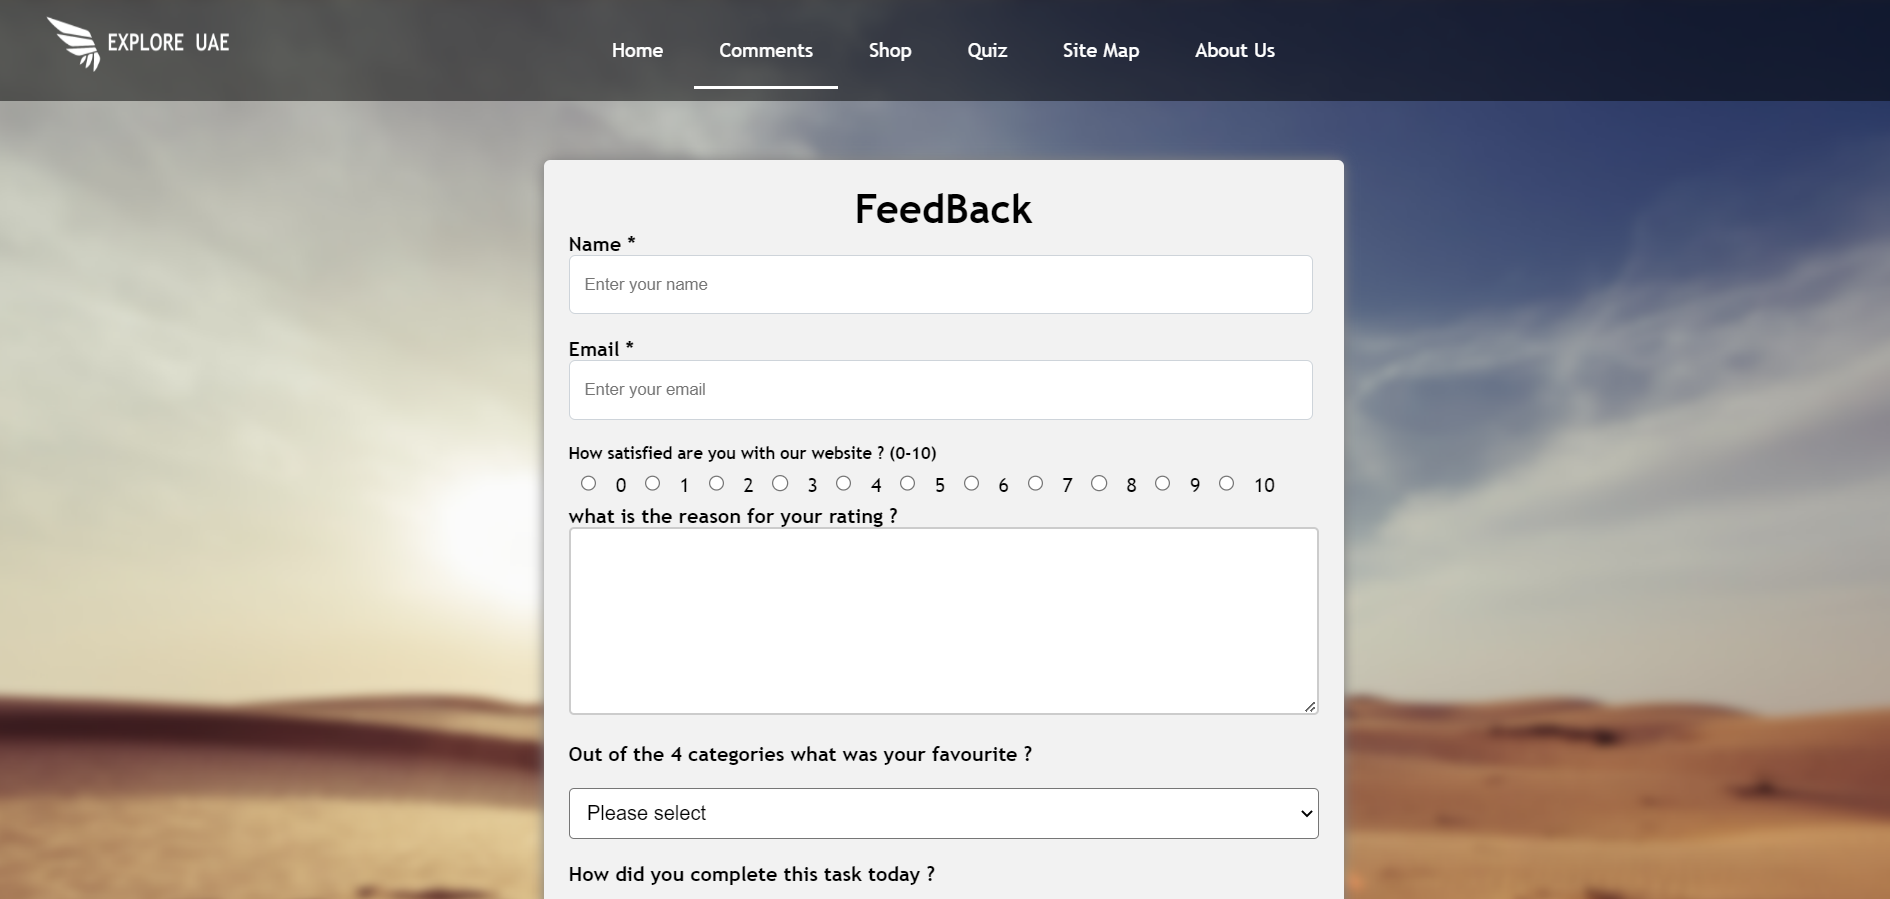 EXPLORE UAE
Home Comments Shop Quiz Site Map About Us
FeedBack
Name *
Enter your name
Email *
Enter your email
How satisfied are you with our website ? (0-10)
0 1 2 3 4 5 6 7 8 9 10
what is the reason for your rating ?
Out of the 4 categories what was your favourite ?
Please select
How did you complete this task today ?